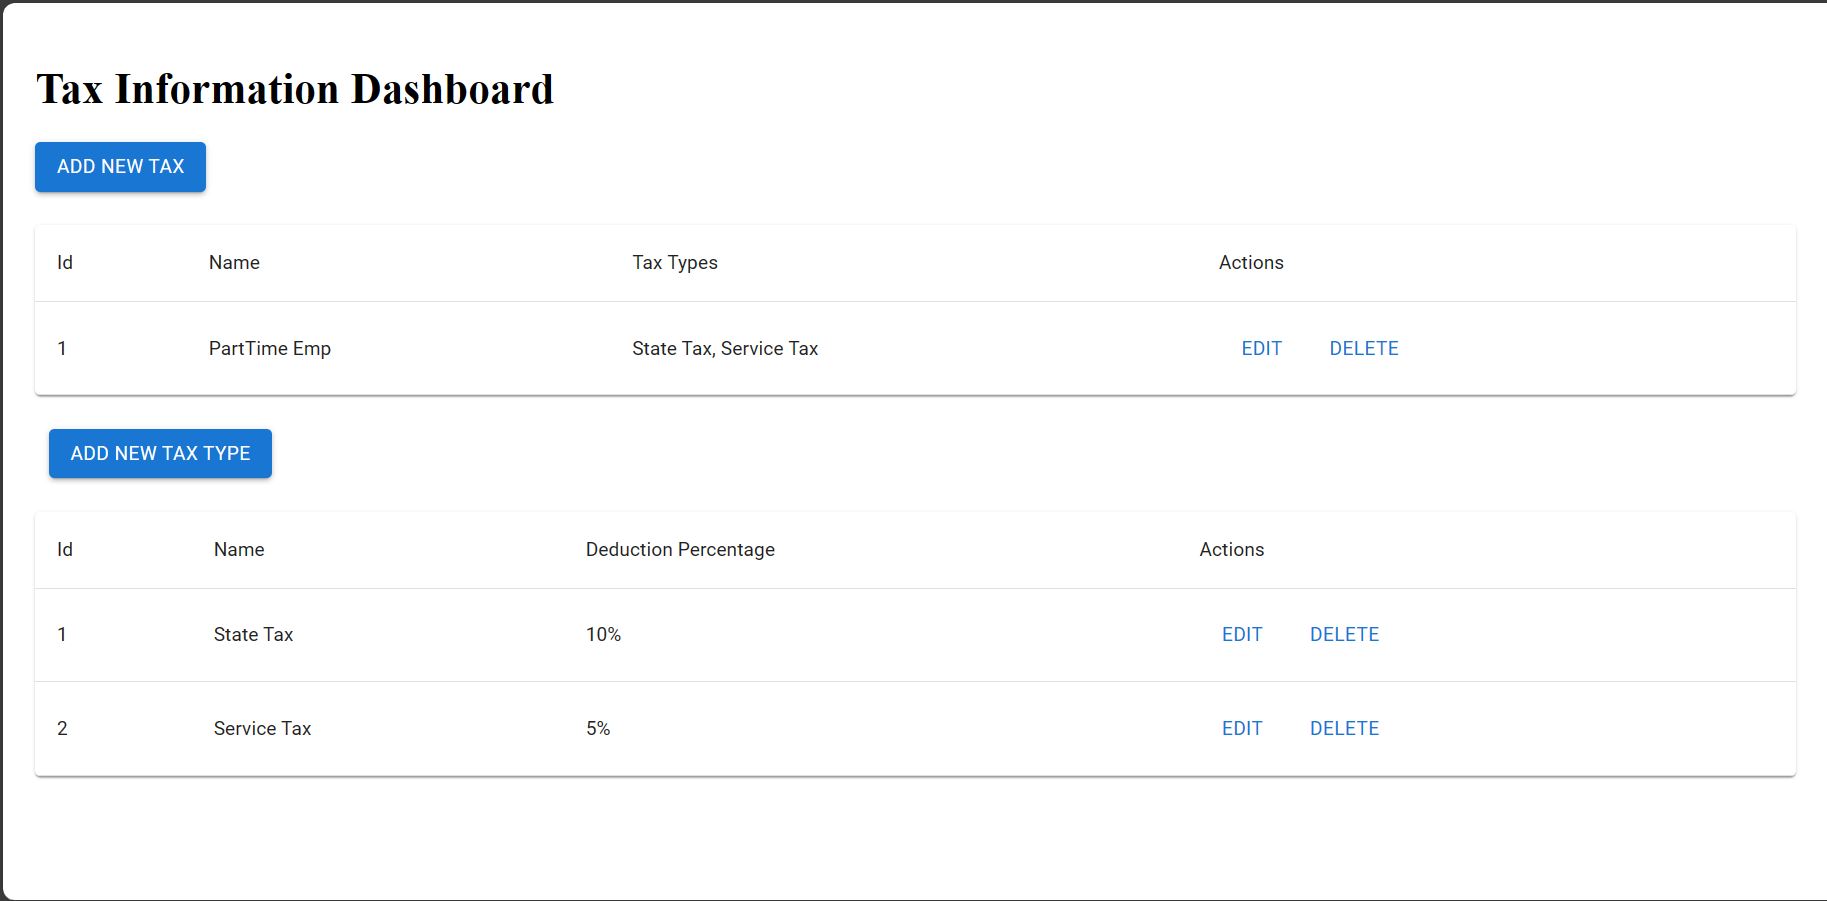 Tax Information Dashboard
ADD NEW TAX
Id Name Tax Types Actions
1 PartTime Emp State Tax, Service Tax EDIT DELETE
ADD NEW TAX TYPE
Id Name Deduction Percentage Actions
1 State Tax 10% EDIT DELETE
2 Service Tax 5% EDIT DELETE